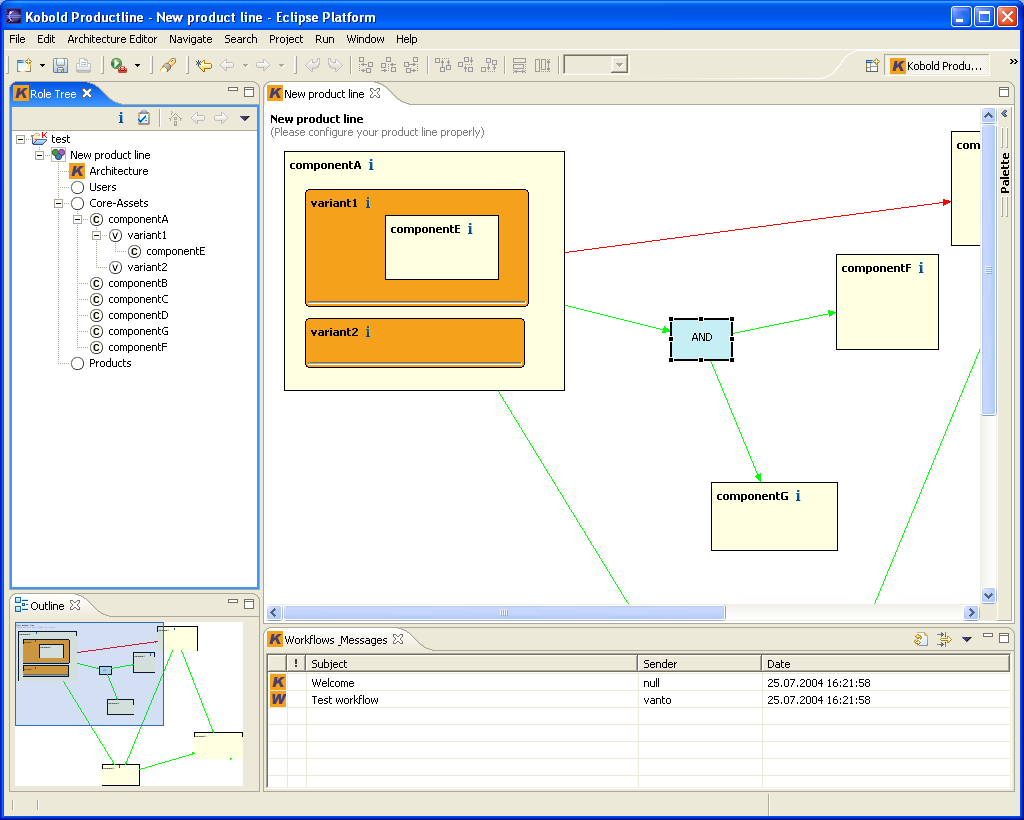 Kobold Productline - New product line - Eclipse Platform
File Edit Architecture Editor Navigate Search Project Run Window Help
Kobold Produ...
Role Tree
test
New product line
Architecture
Users
Core-Assets
componentA
variant1
componentE
variant2
componentB
componentC
componentD
componentG
componentF
Products
New product line
New product line
(Please configure your product line properly)
componentA i
variant1 i
componentE i
variant2 i
com
componentF i
AND
componentG i
Palette
Outline
Workflows _Messages
! Subject Sender Date
K Welcome null 25.07.2004 16:21:58
W Test workflow vanto 25.07.2004 16:21:58